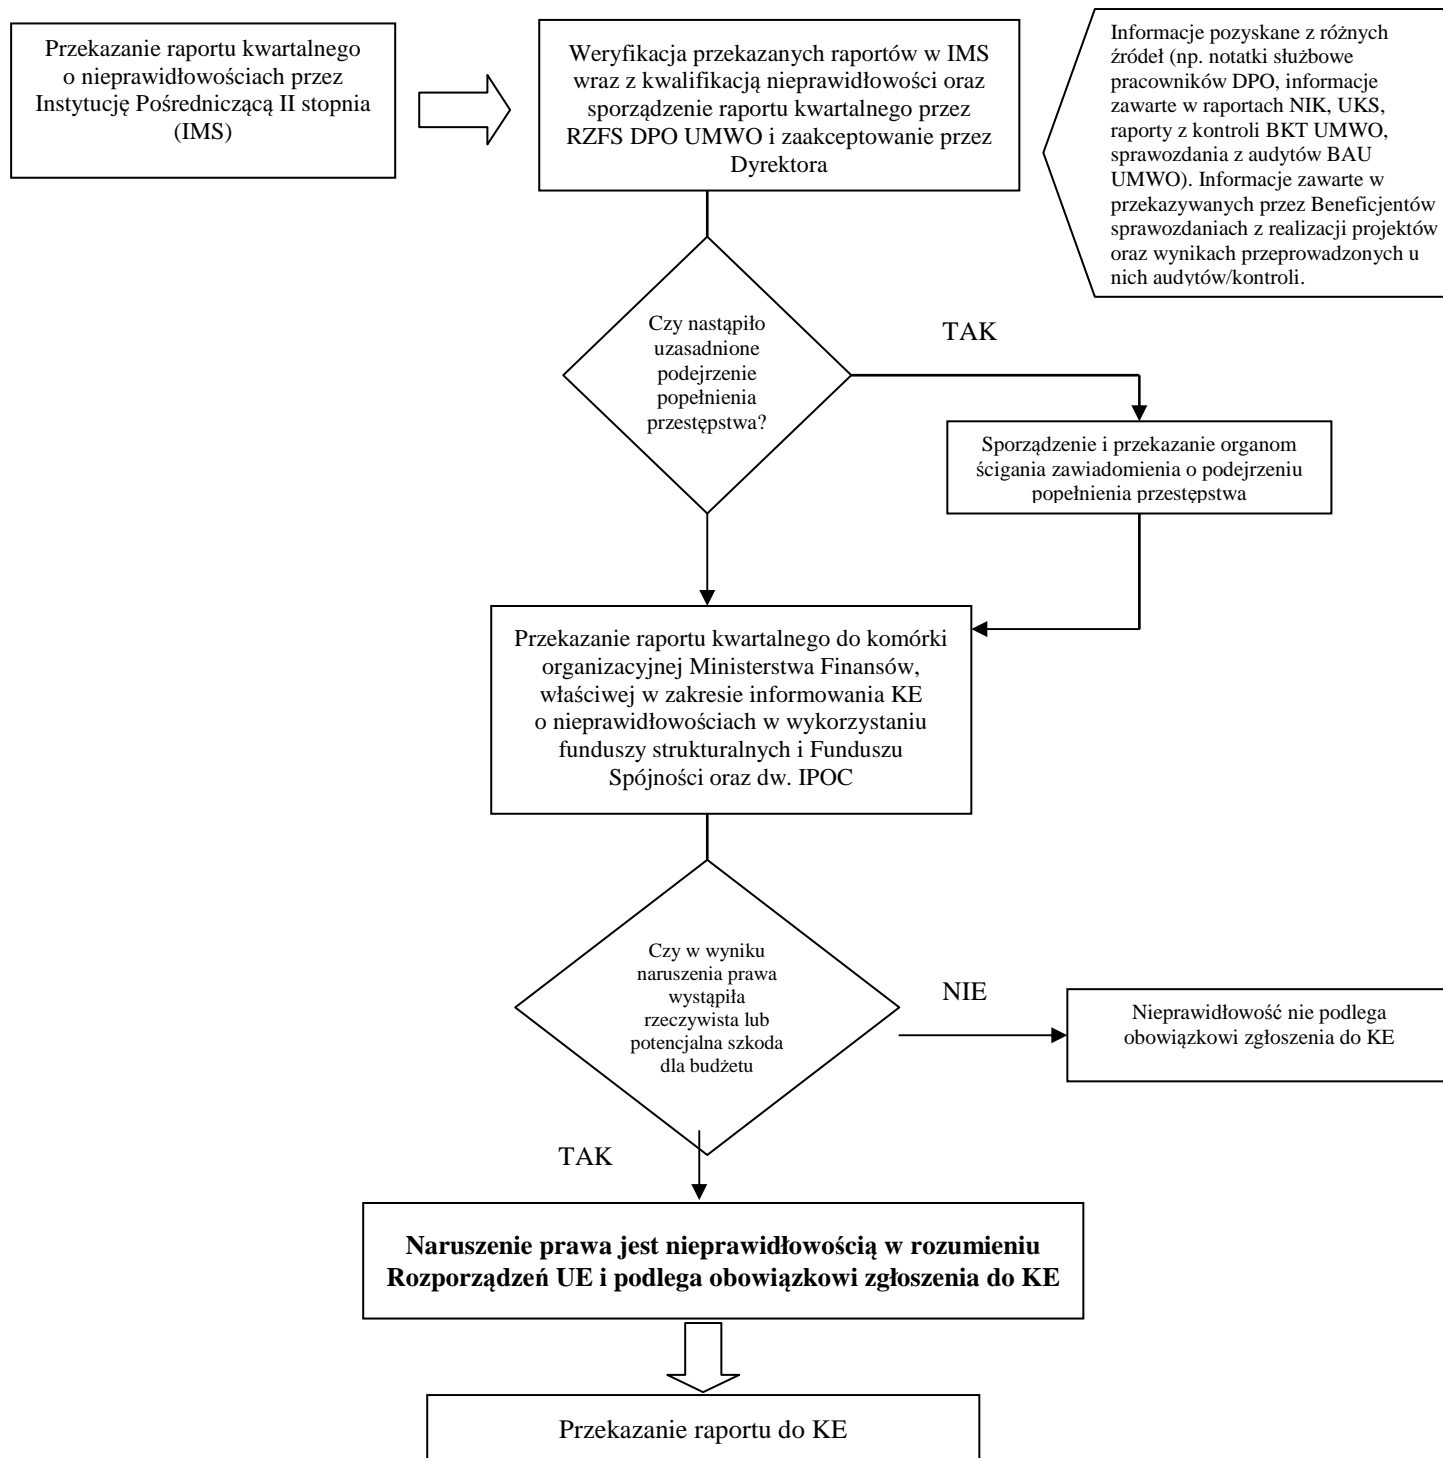 Przekazanie raportu kwartalnego
o nieprawidłowościach przez
Instytucję Pośredniczącą II stopnia
(IMS)
Weryfikacja przekazanych raportów w IMS
wraz z kwalifikacją nieprawidłowości oraz
sporządzenie raportu kwartalnego przez
RZFS DPO UMWO i zaakceptowanie przez
Dyrektora
Informacje pozyskane z różnych
źródeł (np. notatki służbowe
pracowników DPO, informacje
zawarte w raportach NIK, UKS,
raporty z kontroli BKT UMWO,
sprawozdania z audytów BAU
UMWO). Informacje zawarte w
przekazywanych przez Beneficjentów
sprawozdaniach z realizacji projektów
oraz wynikach przeprowadzonych u
nich audytów/kontroli.
Czy nastąpiło
uzasadnione
podejrzenie
popełnienia
przestępstwa?
TAK
Sporządzenie i przekazanie organom
ścigania zawiadomienia o podejrzeniu
popełnienia przestępstwa
Przekazanie raportu kwartalnego do komórki
organizacyjnej Ministerstwa Finansów,
właściwej w zakresie informowania KE
o nieprawidłowościach w wykorzystaniu
funduszy strukturalnych i Funduszu
Spójności oraz dw. IPOC
Czy w wyniku
naruszenia prawa
wystąpiła
rzeczywista lub
potencjalna szkoda
dla budżetu
NIE
Nieprawidłowość nie podlega
obowiązkowi zgłoszenia do KE
TAK
Naruszenie prawa jest nieprawidłowością w rozumieniu
Rozporządzeń UE i podlega obowiązkowi zgłoszenia do KE
Przekazanie raportu do KE